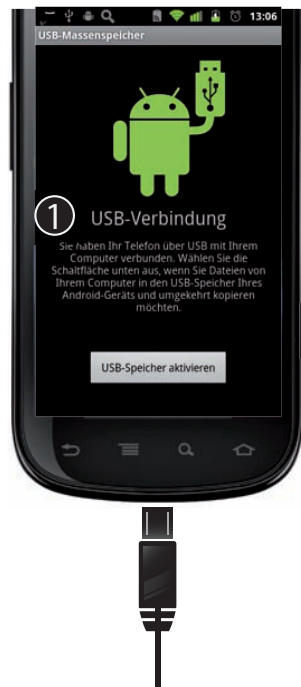 13:06
USB-Massenspeicher
1
USB-Verbindung
Sie haben Ihr Telefon über USB mit Ihrem
Computer verbunden. Wählen Sie die
Schaltfläche unten aus, wenn Sie Dateien von
Ihrem Computer in den USB-Speicher Ihres
Android-Geräts und umgekehrt kopieren
möchten.
USB-Speicher aktivieren